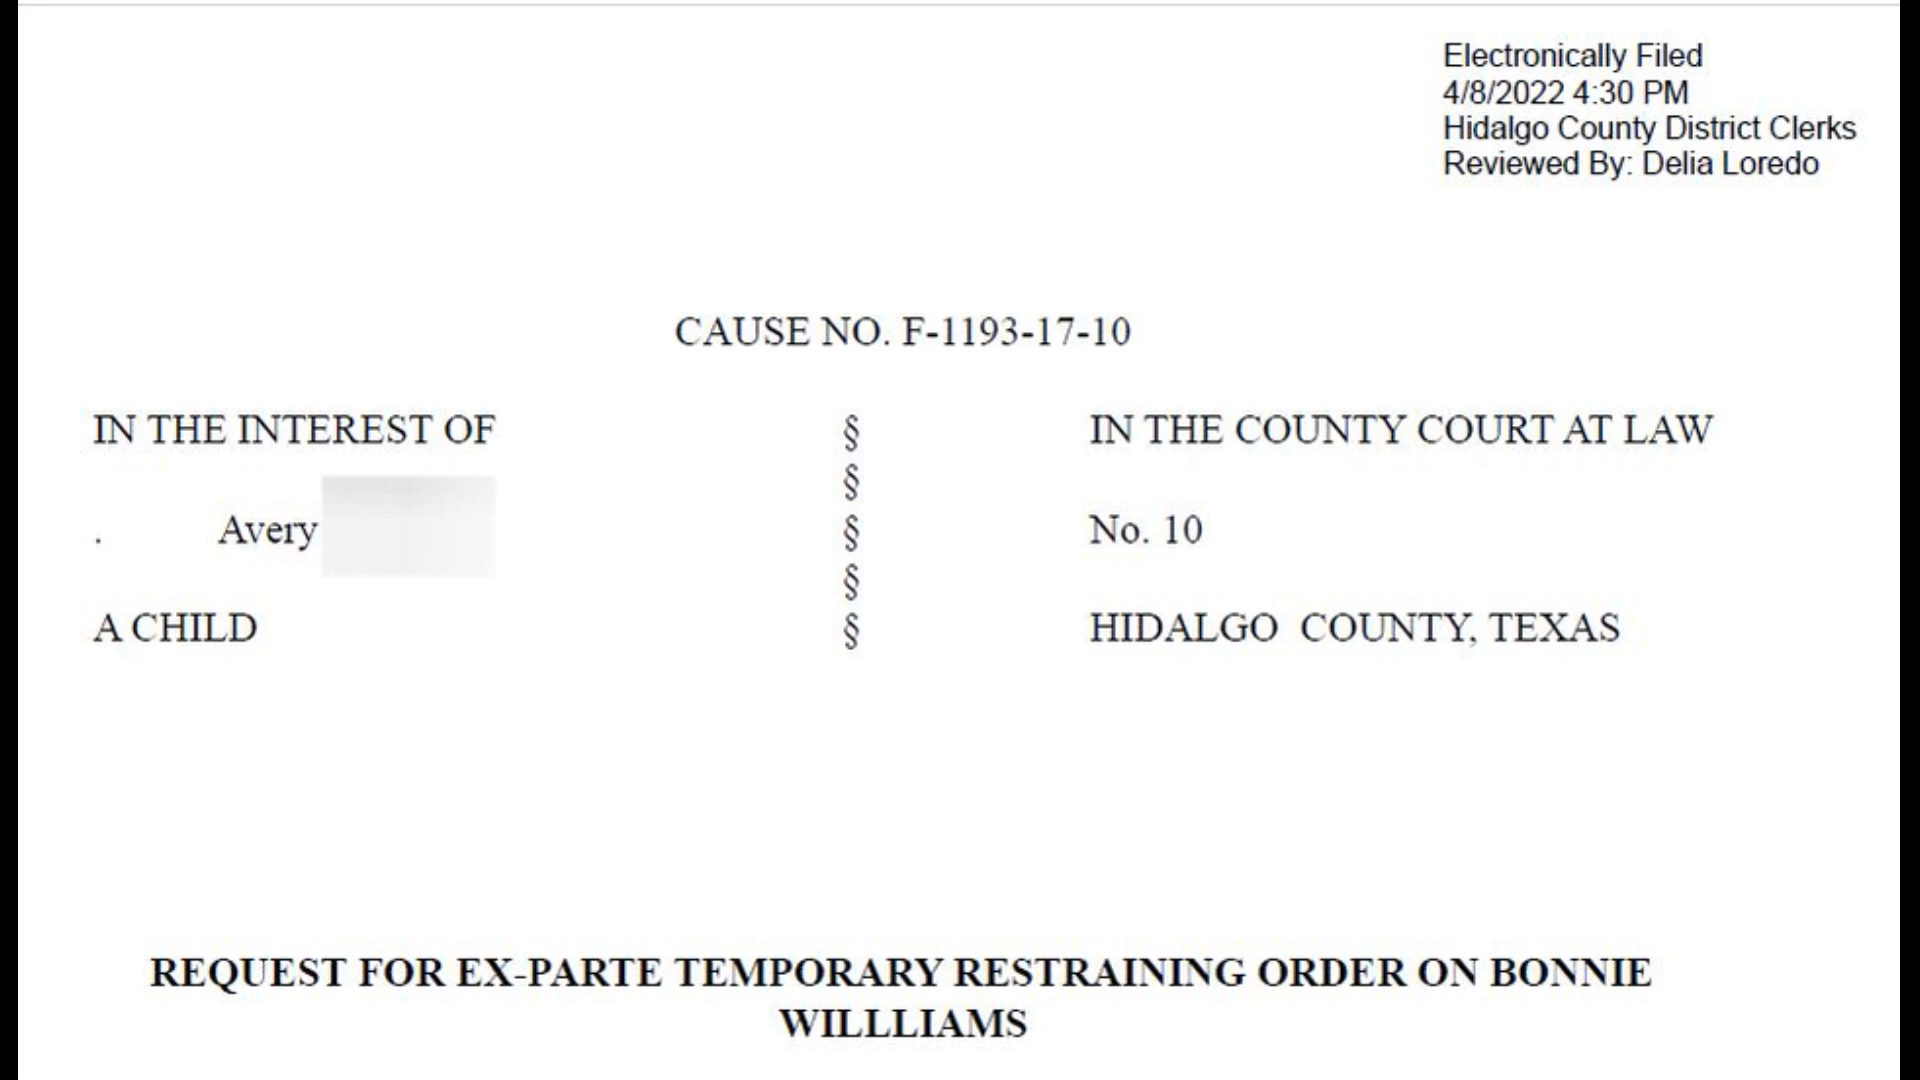 Electronically Filed
4/8/2022 4:30 PM
Hidalgo County District Clerks
Reviewed By: Delia Loredo
CAUSE NO. F-1193-17-10
IN THE INTEREST OF § IN THE COUNTY COURT AT LAW
§
. Avery § No. 10
§
A CHILD § HIDALGO COUNTY, TEXAS
REQUEST FOR EX-PARTE TEMPORARY RESTRAINING ORDER ON BONNIE
WILLLIAMS